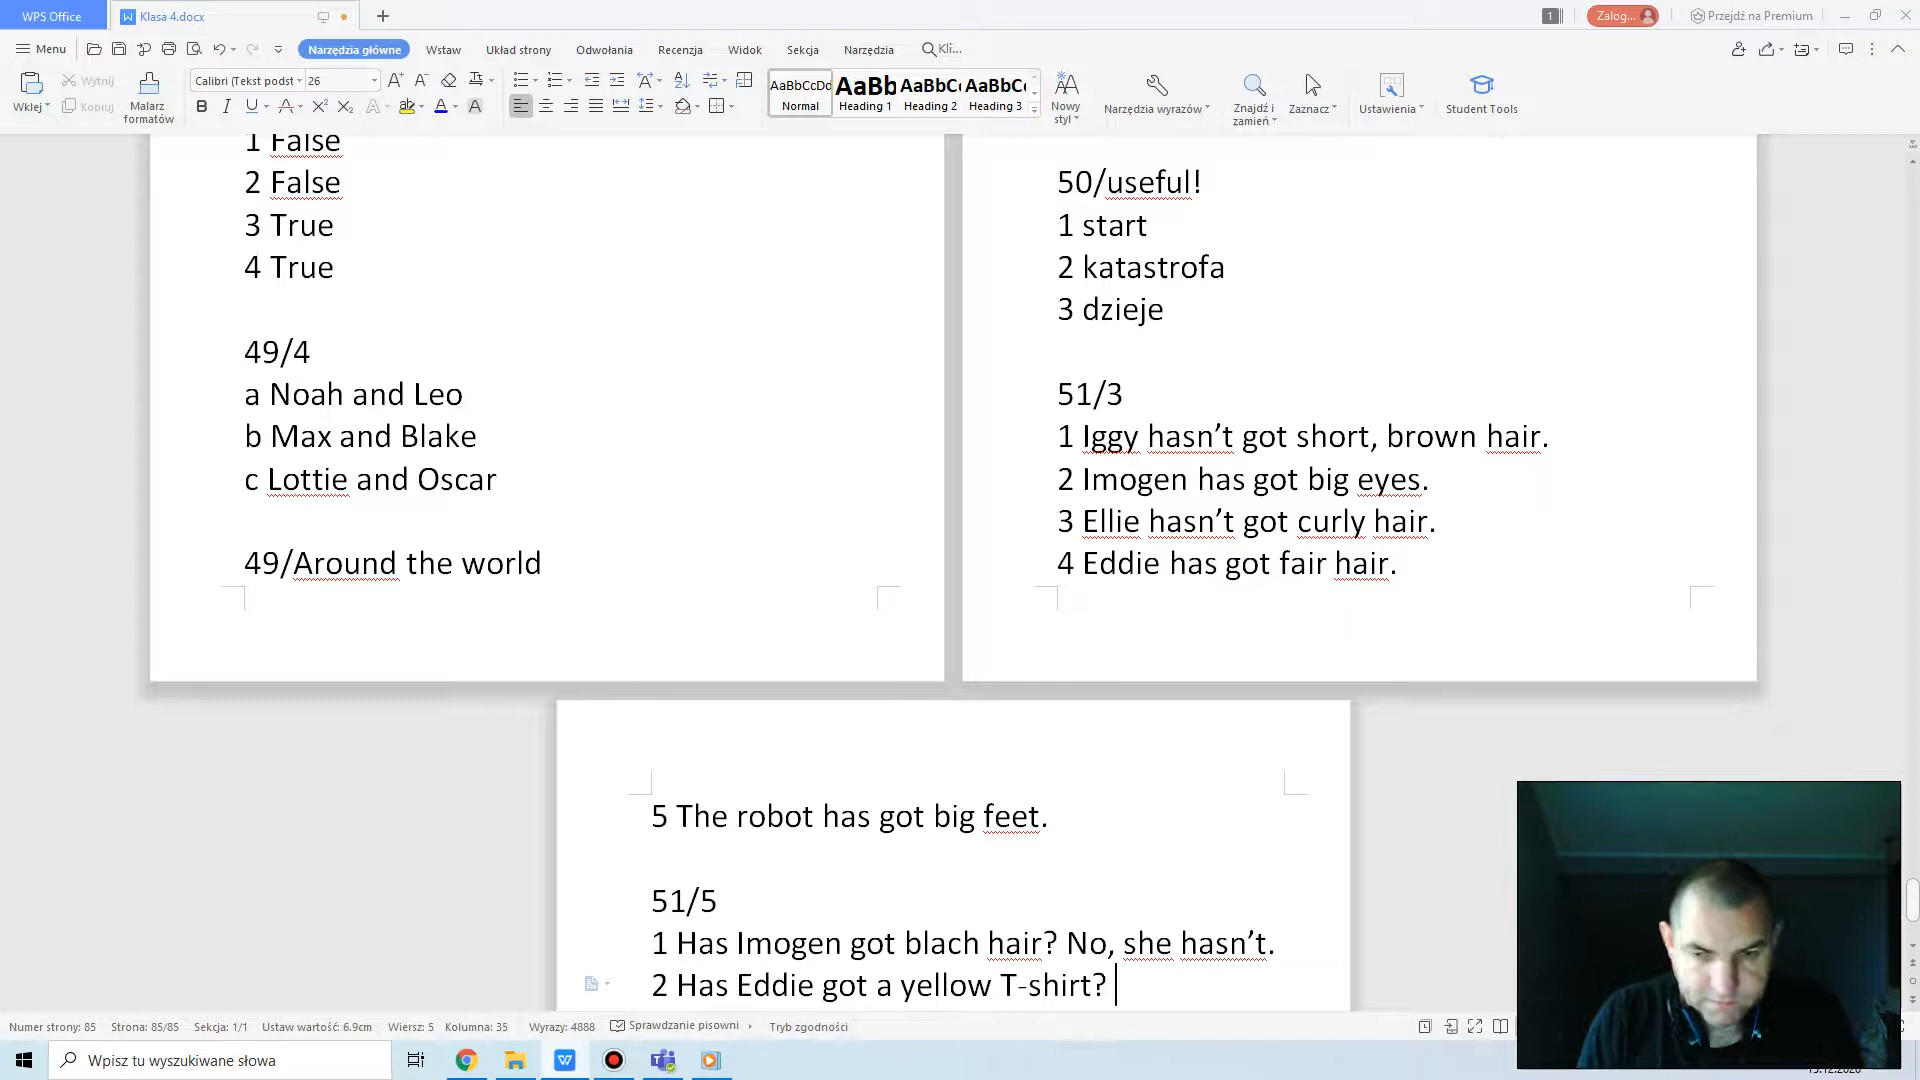 WPS Office
Klasa 4.docx
1
Zalog...
Przejdź na Premium
Menu
Narzędzia główne
Wstaw
Układ strony
Odwołania
Recenzja
Widok
Sekcja
Narzędzia
Kli...
Wklej
Wytnij
Kopiuj
Malarz formatów
Calibri (Tekst podst
26
AaBbCcDd
Normal
AaBb
Heading 1
AaBbC
Heading 2
AaBbC
Heading 3
Nowy styl
Narzędzia wyrazów
Znajdź i zamień
Zaznacz
Ustawienia
Student Tools
1 False
2 False
3 True
4 True
49/4
a Noah and Leo
b Max and Blake
c Lottie and Oscar
49/Around the world
50/useful!
1 start
2 katastrofa
3 dzieje
51/3
1 Iggy hasn’t got short, brown hair.
2 Imogen has got big eyes.
3 Ellie hasn’t got curly hair.
4 Eddie has got fair hair.
5 The robot has got big feet.
51/5
1 Has Imogen got blach hair? No, she hasn’t.
2 Has Eddie got a yellow T-shirt?
Numer strony: 85
Strona: 85/85
Sekcja: 1/1
Ustaw wartość: 6.9cm
Wiersz: 5
Kolumna: 35
Wyrazy: 4888
Sprawdzanie pisowni
Tryb zgodności
Wpisz tu wyszukiwane słowa